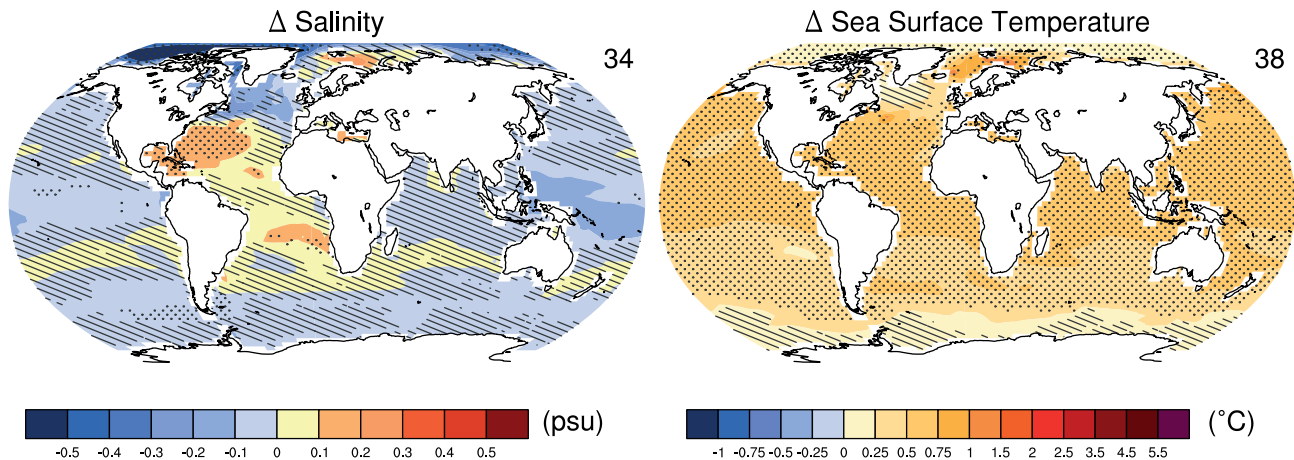 Δ Salinity
34
-0.5 -0.4 -0.3 -0.2 -0.1 0 0.1 0.2 0.3 0.4 0.5
(psu)
Δ Sea Surface Temperature
38
-1 -0.75 -0.5 -0.25 0 0.25 0.5 0.75 1 1.5 2 2.5 3.5 4.5 5.5
(°C)